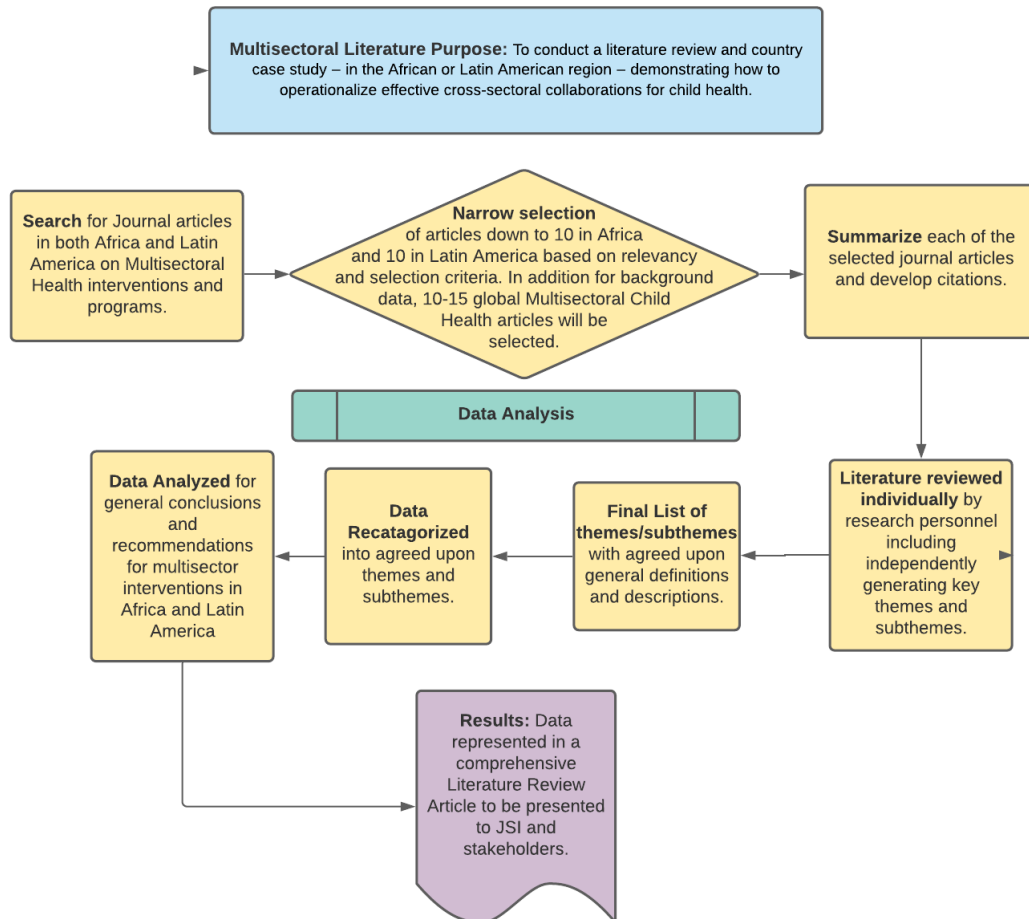 Multisectoral Literature Purpose: To conduct a literature review and country
case study – in the African or Latin American region – demonstrating how to
operationalize effective cross-sectoral collaborations for child health.
Search for Journal articles
in both Africa and Latin
America on Multisectoral
Health interventions and
programs.
Narrow selection
of articles down to 10 in Africa
and 10 in Latin America based on relevancy
and selection criteria. In addition for background
data, 10-15 global Multisectoral Child
Health articles will be
selected.
Summarize each of the
selected journal articles
and develop citations.
Data Analysis
Literature reviewed
individually by
research personnel
including
independently
generating key
themes and
subthemes.
Final List of
themes/subthemes
with agreed upon
general definitions
and descriptions.
Data
Recatagorized
into agreed upon
themes and
subthemes.
Data Analyzed for
general conclusions
and
recommendations
for multisector
interventions in
Africa and Latin
America
Results: Data
represented in a
comprehensive
Literature Review
Article to be presented
to JSI and
stakeholders.